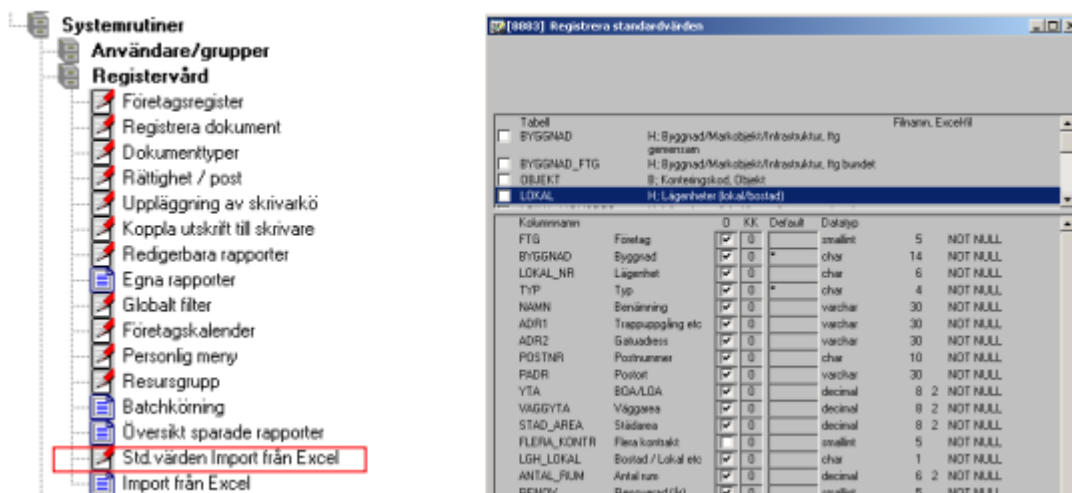 Systemrutiner
Användare/grupper
Registervård
Företagsregister
Registrera dokument
Dokumenttyper
Rättighet / post
Uppläggning av skrivarkö
Koppla utskrift till skrivare
Redigerbara rapporter
Egna rapporter
Globalt filter
Företagskalender
Personlig meny
Resursgrupp
Batchkörning
Översikt sparade rapporter
Std.värden Import från Excel
Import från Excel
[8083] Registrera standardvärden
Tabell Filnamn, Excelfil
BYGGNAD H; Byggnad/Markobjekt/Infrastruktur, ftg
gemensam
BYGGNAD_FTG H; Byggnad/Markobjekt/Infrastruktur, ftg bundet
OBJEKT B; Konteringskod, Objekt
LOKAL H; Lägenheter (lokal/bostad)
Kolumnnamn O KK Default Datatyp
FTG Företag 0 smallint 5 NOT NULL
BYGGNAD Byggnad 0 * char 14 NOT NULL
LOKAL_NR Lägenhet 0 char 6 NOT NULL
TYP Typ 0 * char 4 NOT NULL
NAMN Benämning 0 varchar 30 NOT NULL
ADR1 Trappuppgång etc 0 varchar 30 NOT NULL
ADR2 Gatuadress 0 varchar 30 NOT NULL
POSTNR Postnummer 0 char 10 NOT NULL
PADR Postort 0 varchar 30 NOT NULL
YTA BOA/LOA 0 decimal 8 2 NOT NULL
VAGGYTA Väggarea 0 decimal 8 2 NOT NULL
STAD_AREA Städarea 0 decimal 8 2 NOT NULL
FLERA_KONTR Flera kontrakt 0 smallint 5 NOT NULL
LGH_LOKAL Bostad / Lokal etc 0 char 1 NOT NULL
ANTAL_RUM Antal rum 0 decimal 6 2 NOT NULL